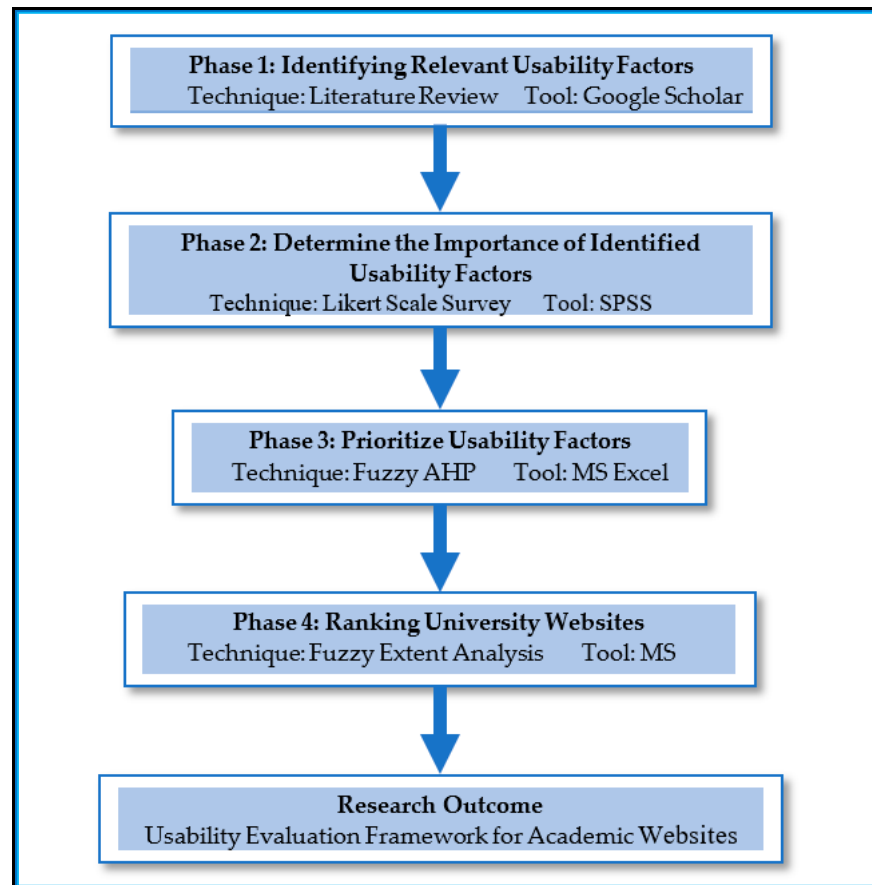 Phase 1: Identifying Relevant Usability Factors
Technique: Literature Review Tool: Google Scholar
Phase 2: Determine the Importance of Identified
Usability Factors
Technique: Likert Scale Survey Tool: SPSS
Phase 3: Prioritize Usability Factors
Technique: Fuzzy AHP Tool: MS Excel
Phase 4: Ranking University Websites
Technique: Fuzzy Extent Analysis Tool: MS
Research Outcome
Usability Evaluation Framework for Academic Websites